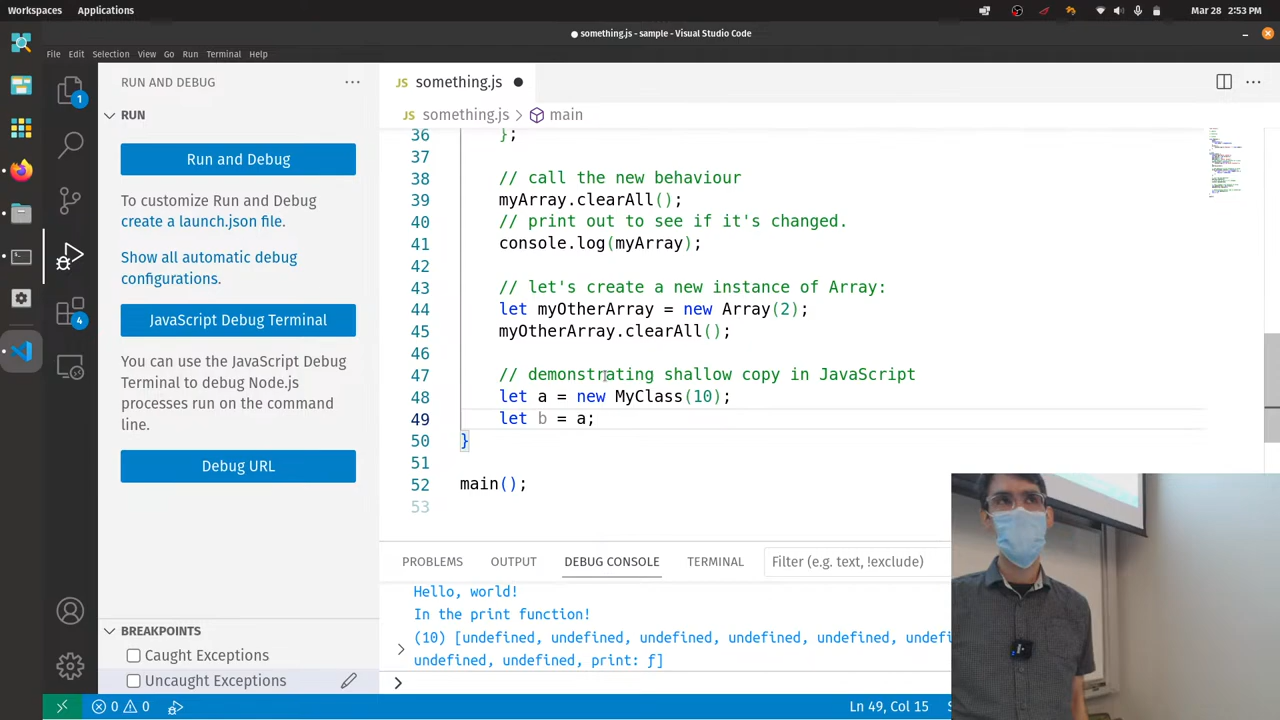 Workspaces Applications Mar 28 2:53 PM
something.js - sample - Visual Studio Code
File Edit Selection View Go Run Terminal Help
RUN AND DEBUG
RUN
Run and Debug
To customize Run and Debug
create a launch.json file.
Show all automatic debug
configurations.
JavaScript Debug Terminal
You can use the JavaScript Debug
Terminal to debug Node.js
processes run on the command
line.
Debug URL
BREAKPOINTS
Caught Exceptions
Uncaught Exceptions
1
4
JS something.js
JS something.js > main
36 };
37
38 // call the new behaviour
39 myArray.clearAll();
40 // print out to see if it's changed.
41 console.log(myArray);
42
43 // let's create a new instance of Array:
44 let myOtherArray = new Array(2);
45 myOtherArray.clearAll();
46
47 // demonstrating shallow copy in JavaScript
48 let a = new MyClass(10);
49 let b = a;
50 }
51
52 main();
53
PROBLEMS OUTPUT DEBUG CONSOLE TERMINAL Filter (e.g. text, !exclude)
Hello, world!
In the print function!
(10) [undefined, undefined, undefined, undefined, undefined,
undefined, undefined, print: ƒ]
0 0 Ln 49, Col 15